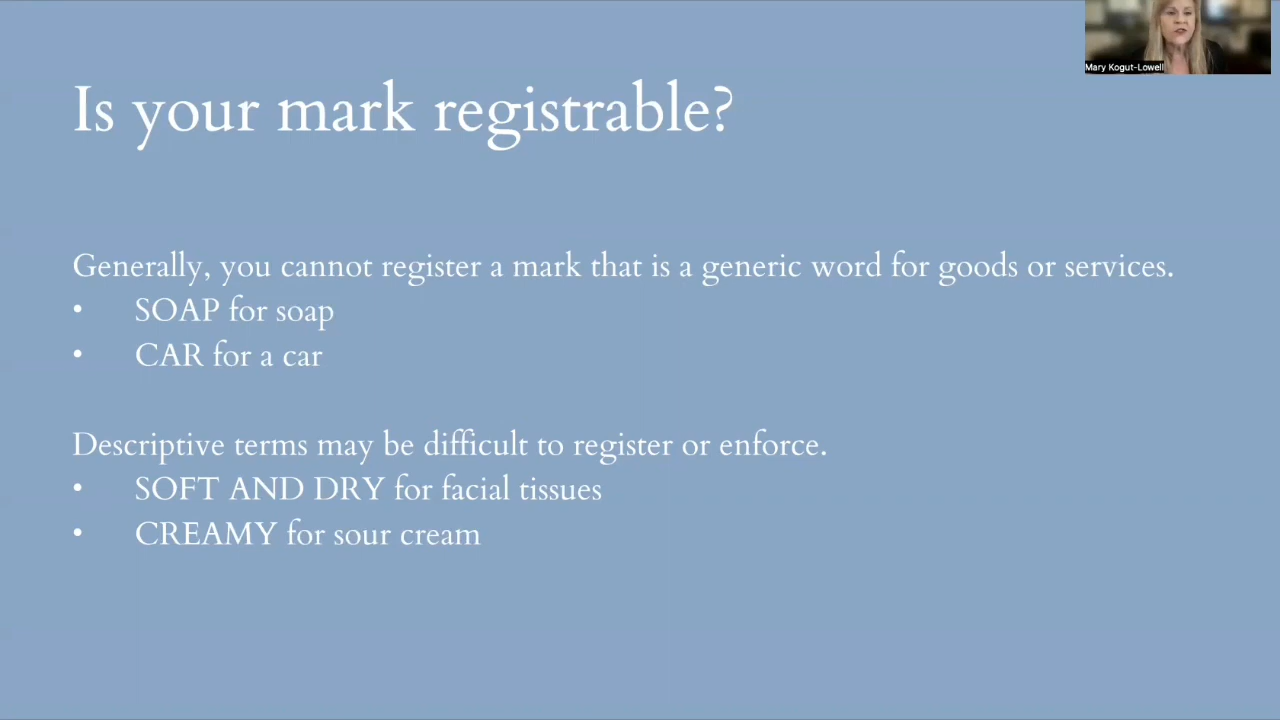 Mary Kogut-Lowell
Is your mark registrable?
Generally, you cannot register a mark that is a generic word for goods or services.
• SOAP for soap
• CAR for a car
Descriptive terms may be difficult to register or enforce.
• SOFT AND DRY for facial tissues
• CREAMY for sour cream